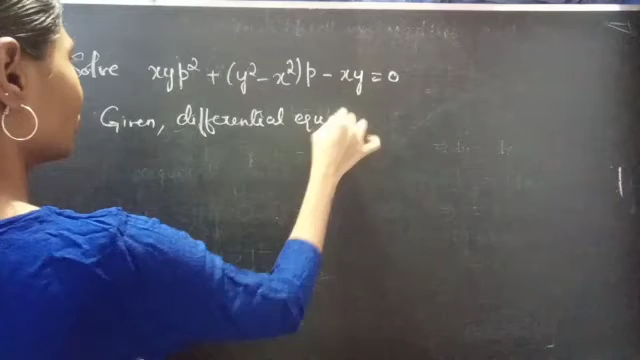 Solve xyp² + (y² - x²)p - xy = 0
Given, differential equ